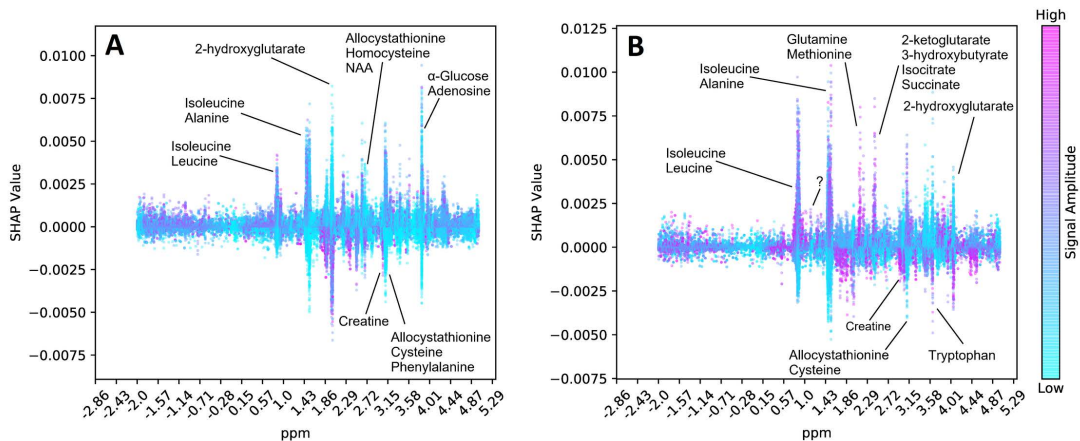 A
0.0100
0.0075
0.0050
0.0025
0.0000
−0.0025
−0.0050
−0.0075
SHAP Value
2-hydroxyglutarate
Allocystathionine
Homocysteine
NAA
α-Glucose
Adenosine
Isoleucine
Alanine
Isoleucine
Leucine
Creatine
Allocystathionine
Cysteine
Phenylalanine
-2.86 -2.43 -2.0 -1.57 -1.14 -0.71 -0.28 0.15 0.57 1.0 1.43 1.86 2.29 2.72 3.15 3.58 4.01 4.44 4.87 5.29
ppm
B
0.0125
0.0100
0.0075
0.0050
0.0025
0.0000
−0.0025
−0.0050
−0.0075
SHAP Value
Glutamine
Methionine
2-ketoglutarate
3-hydroxybutyrate
Isocitrate
Succinate
Isoleucine
Alanine
2-hydroxyglutarate
Isoleucine
Leucine
?
Creatine
Allocystathionine
Cysteine
Tryptophan
-2.86 -2.43 -2.0 -1.57 -1.14 -0.71 -0.28 0.15 0.57 1.0 1.43 1.86 2.29 2.72 3.15 3.58 4.01 4.44 4.87 5.29
ppm
High
Signal Amplitude
Low